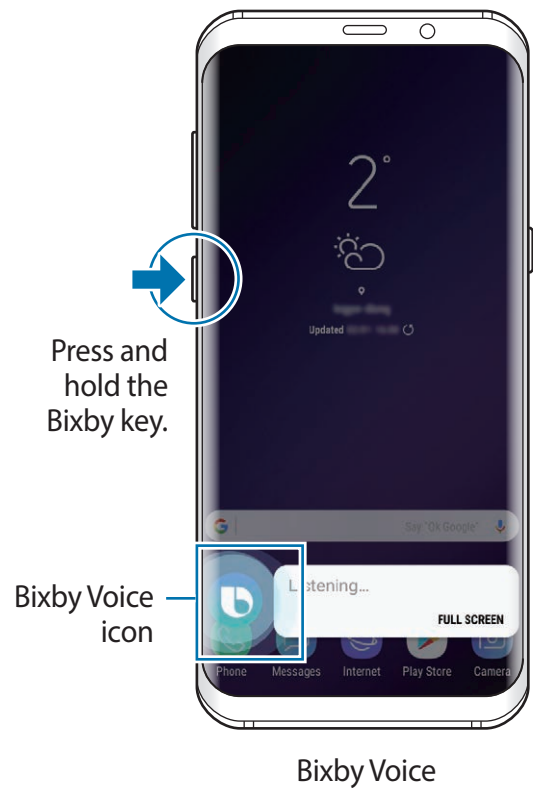 2°
Updated
Press and
hold the
Bixby key.
Say "Ok Google"
Bixby Voice
icon
Listening...
FULL SCREEN
Phone Messages Internet Play Store Camera
Bixby Voice